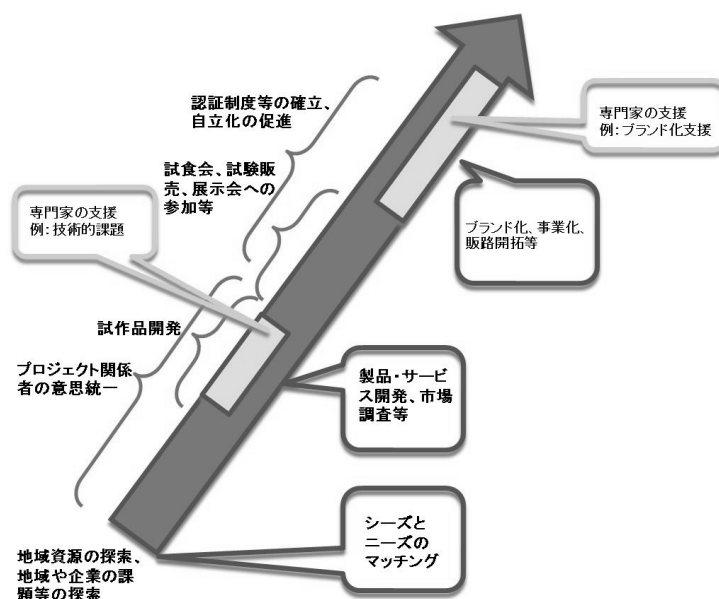 認証制度等の確立、
自立化の促進
専門家の支援
例：ブランド化支援
試食会、試験販
売、展示会への
参加等
専門家の支援
例：技術的課題
ブランド化、事業化、
販路開拓等
試作品開発
プロジェクト関係
者の意思統一
製品・サービ
ス開発、市場
調査等
シーズと
ニーズの
マッチング
地域資源の探索、
地域や企業の課
題等の探索